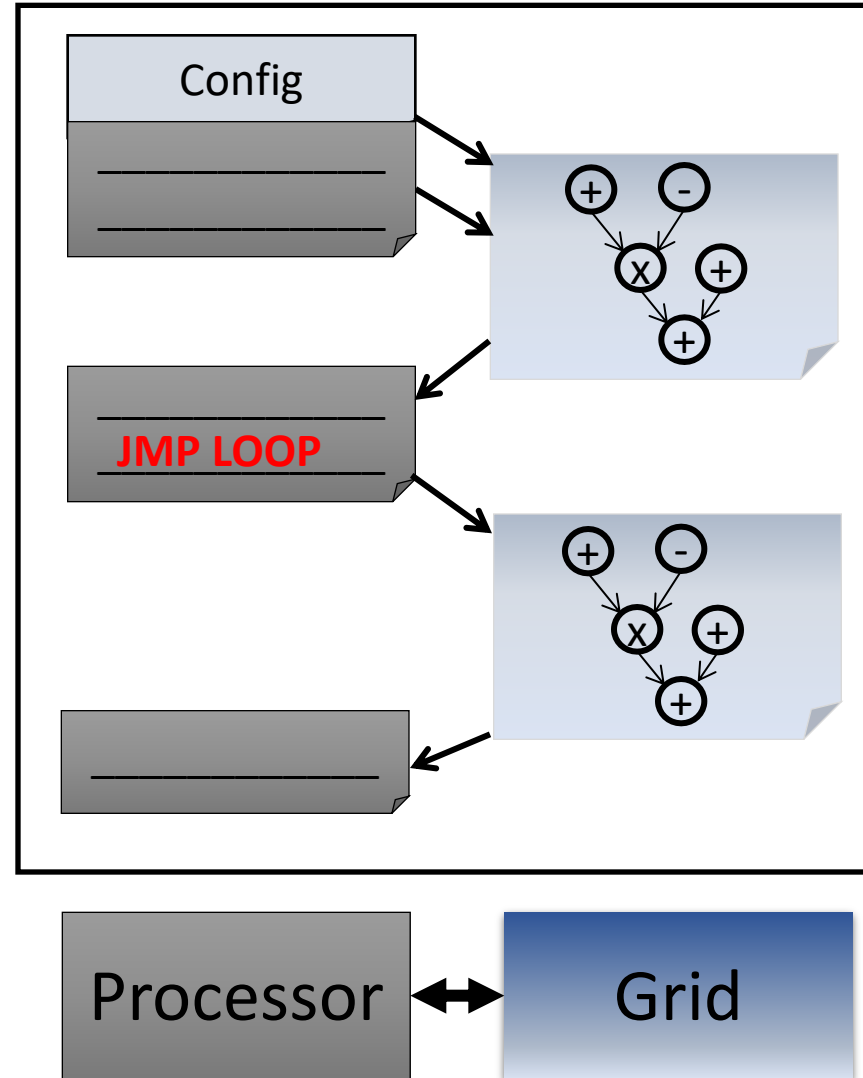 Config
+ -
x +
+
JMP LOOP
+ -
x +
+
Processor Grid